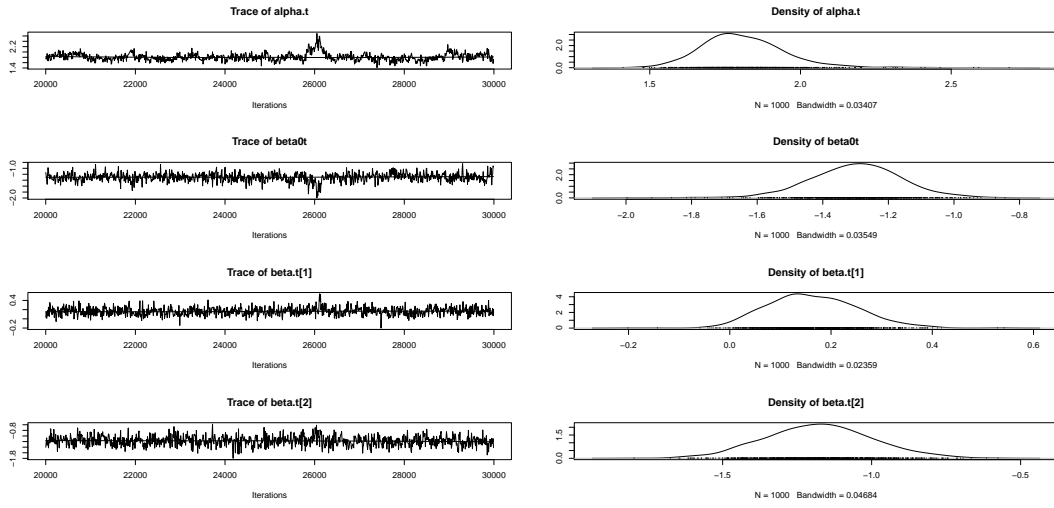 Trace of alpha.t
1.4 2.2
20000 22000 24000 26000 28000 30000
Iterations
Density of alpha.t
0.0 2.0
1.5 2.0 2.5
N = 1000 Bandwidth = 0.03407
Trace of beta0t
−2.0 −1.0
20000 22000 24000 26000 28000 30000
Iterations
Density of beta0t
0.0 2.0
−2.0 −1.8 −1.6 −1.4 −1.2 −1.0 −0.8
N = 1000 Bandwidth = 0.03549
Trace of beta.t[1]
−0.2 0.4
20000 22000 24000 26000 28000 30000
Iterations
Density of beta.t[1]
0 2 4
−0.2 0.0 0.2 0.4 0.6
N = 1000 Bandwidth = 0.02359
Trace of beta.t[2]
−1.8 −0.8
20000 22000 24000 26000 28000 30000
Iterations
Density of beta.t[2]
0.0 1.5
−1.5 −1.0 −0.5
N = 1000 Bandwidth = 0.04684